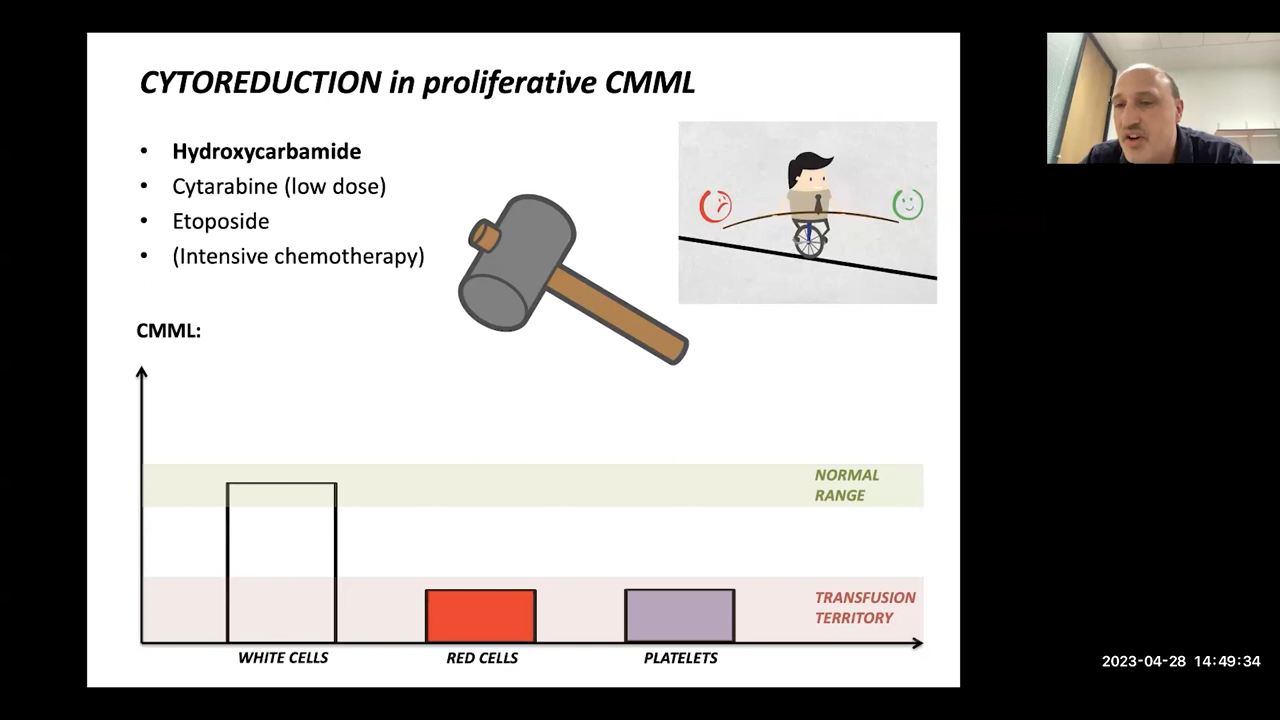 CYTOREDUCTION in proliferative CMML
• Hydroxycarbamide
• Cytarabine (low dose)
• Etoposide
• (Intensive chemotherapy)
CMML:
NORMAL
RANGE
TRANSFUSION
TERRITORY
WHITE CELLS
RED CELLS
PLATELETS
2023-04-28 14:49:34